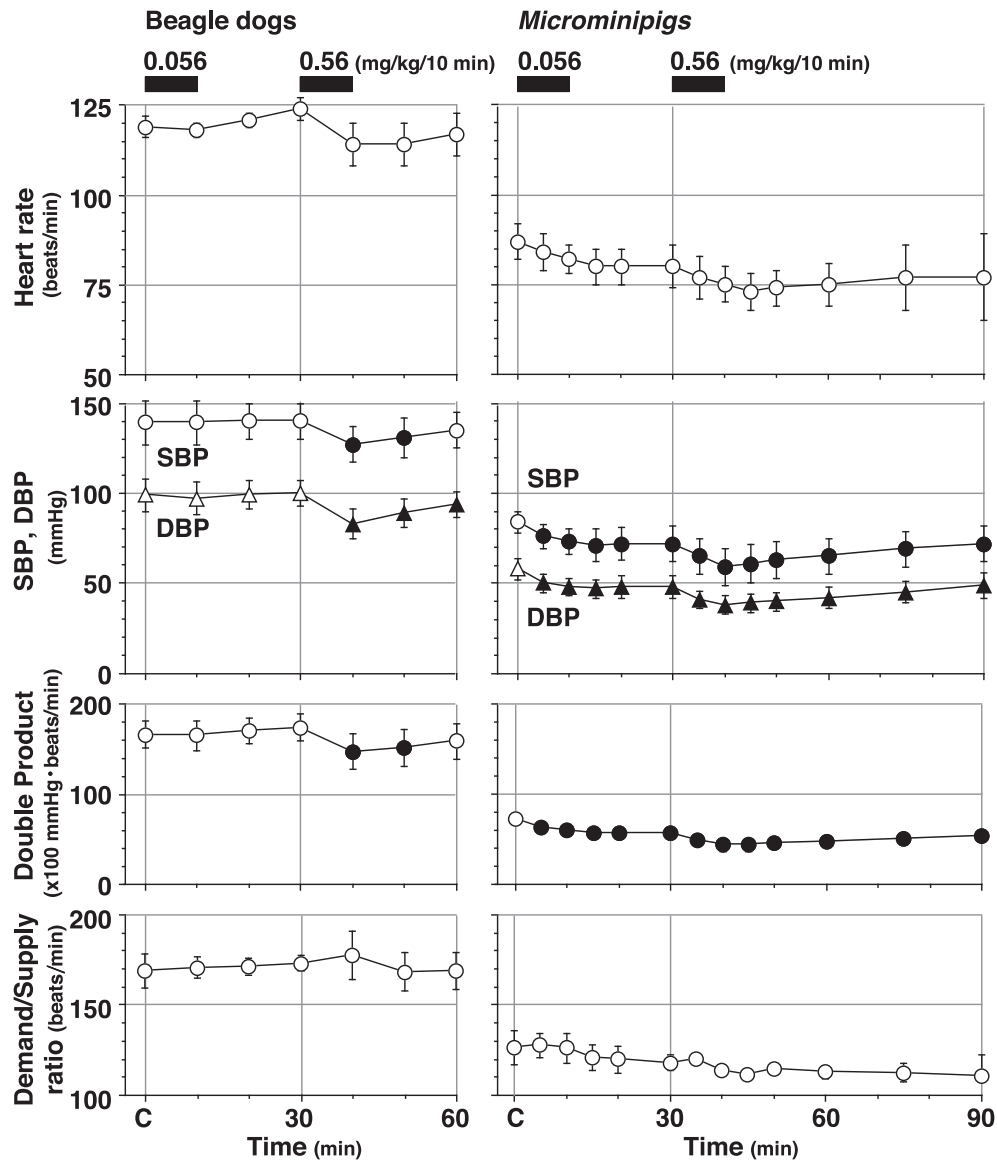 Beagle dogs
Microminipigs
0.056
0.56 (mg/kg/10 min)
0.056
0.56 (mg/kg/10 min)
Heart rate
(beats/min)
125
100
75
50
SBP, DBP
(mmHg)
150
100
50
0
SBP
DBP
SBP
DBP
Double Product
(x100 mmHg・beats/min)
200
100
0
Demand/Supply
ratio (beats/min)
200
150
100
C
30
60
C
30
60
90
Time (min)
Time (min)